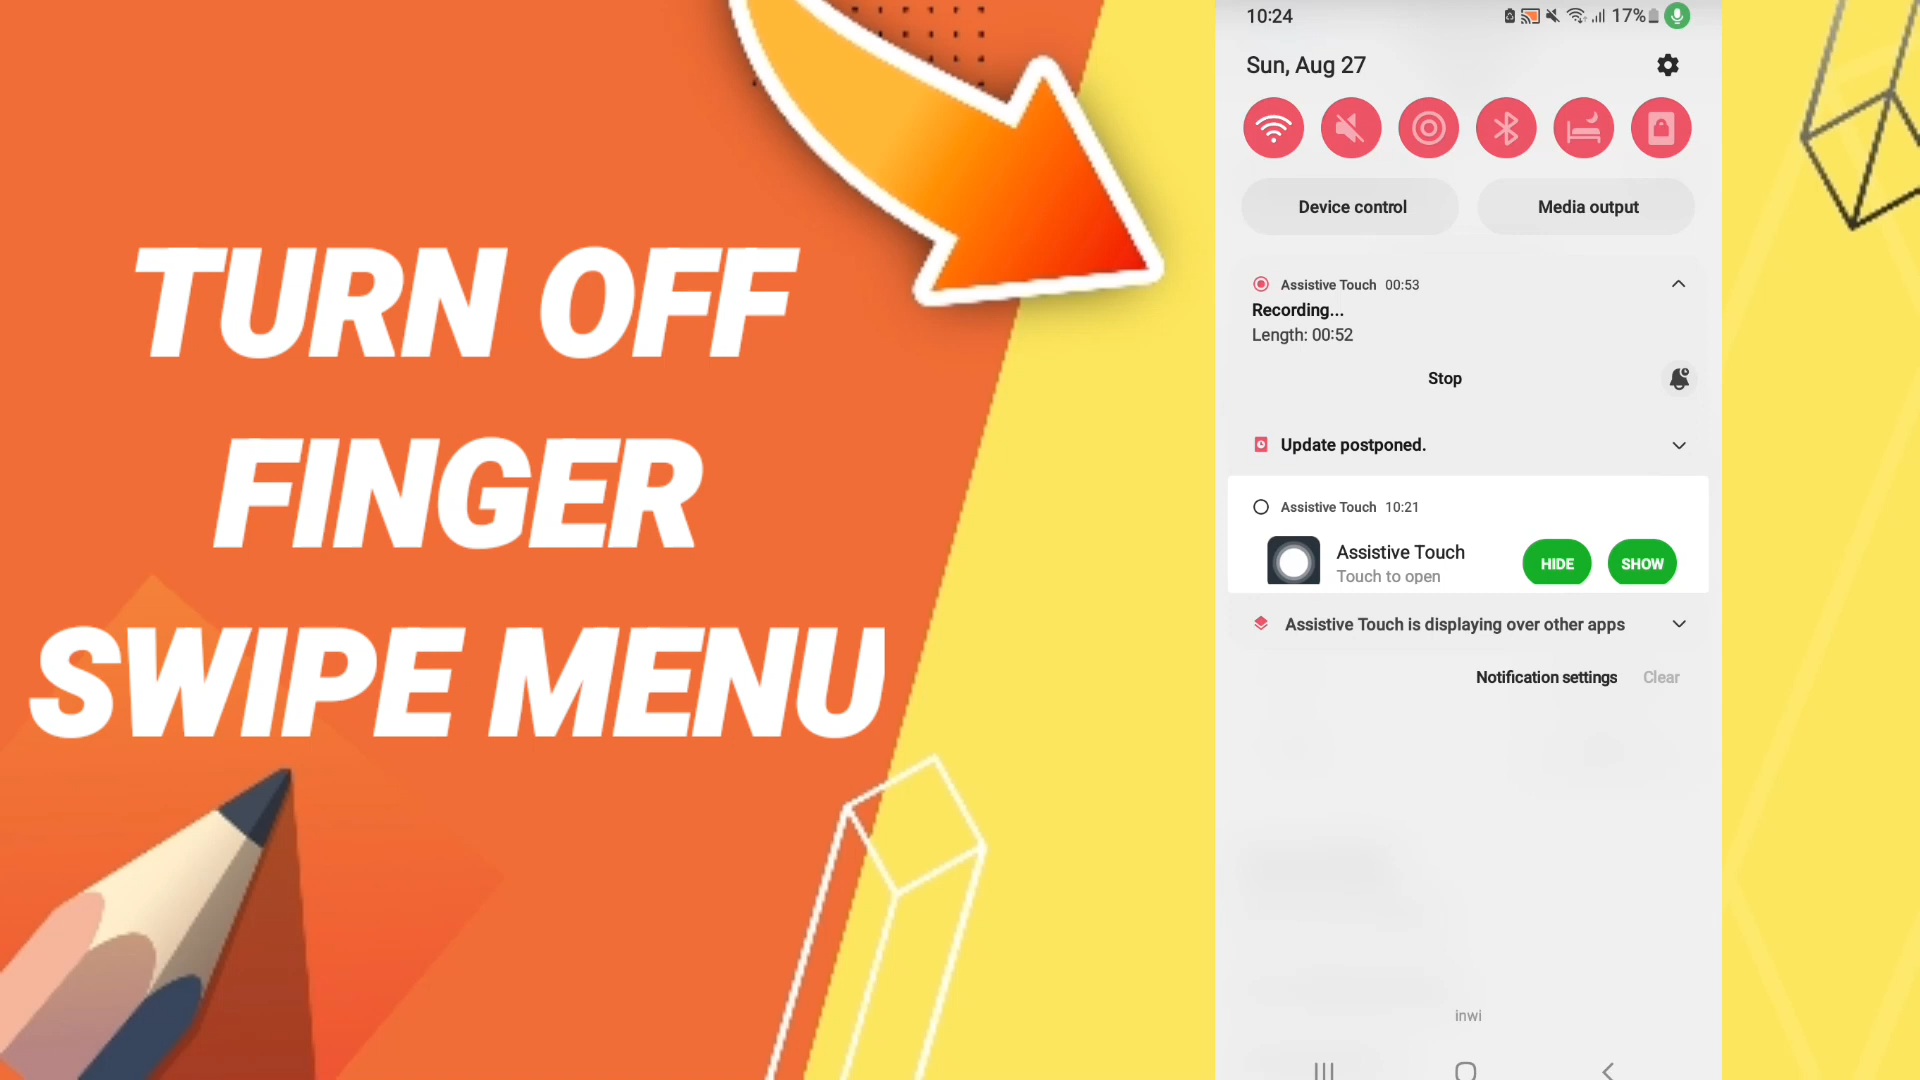 TURN OFF
FINGER
SWIPE MENU
10:24
17%
Sun, Aug 27
Device control
Media output
Assistive Touch 00:53
Recording...
Length: 00:52
Stop
Update postponed.
Assistive Touch 10:21
Assistive Touch
Touch to open
HIDE
SHOW
Assistive Touch is displaying over other apps
Notification settings
Clear
inwi